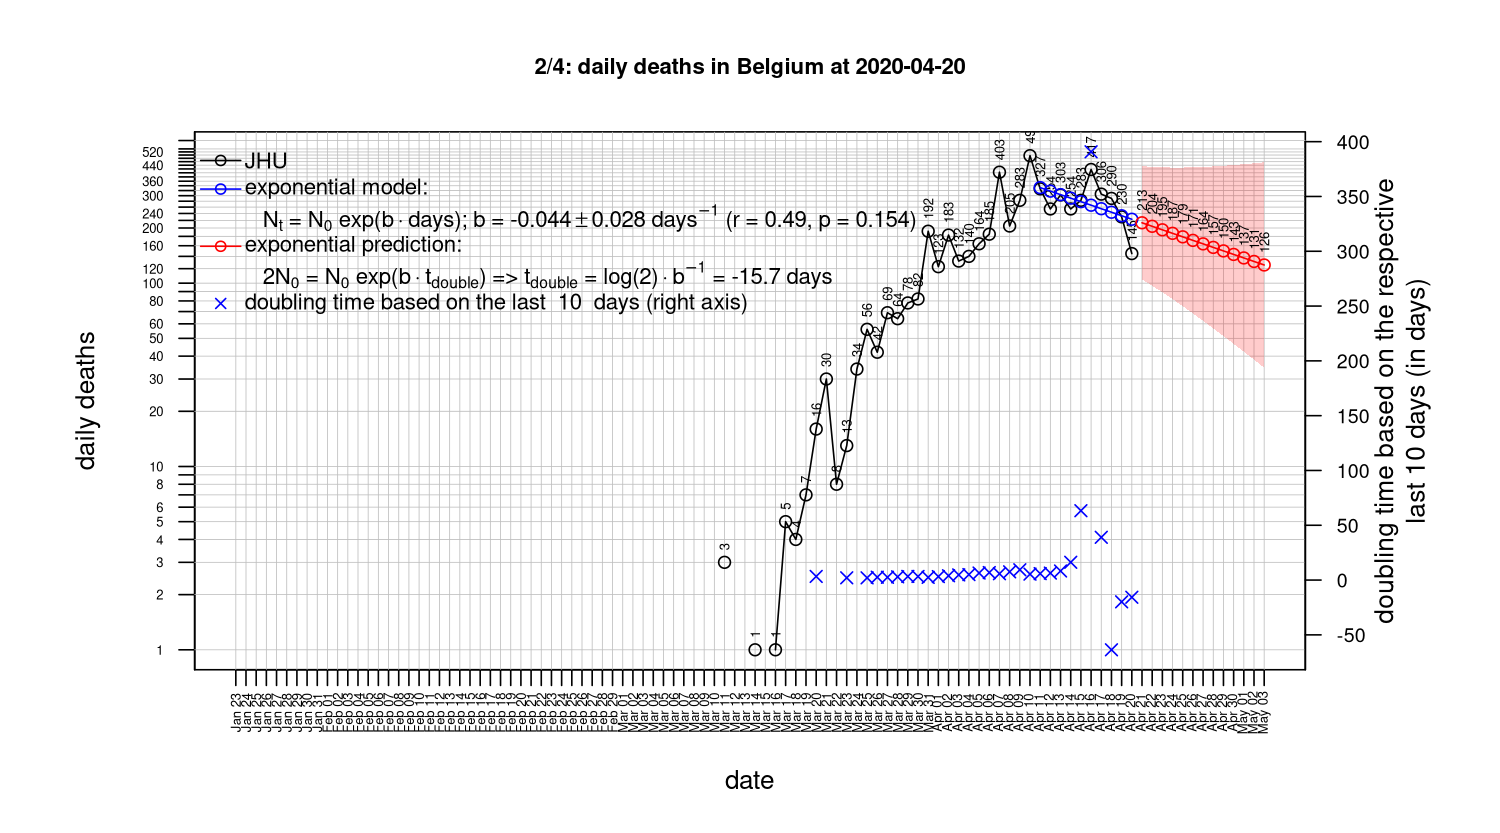 2/4: daily deaths in Belgium at 2020-04-20
JHU
exponential model:
Nt = N0 exp(b · days); b = -0.044 ± 0.028 days−1 (r = 0.49, p = 0.154)
exponential prediction:
2N0 = N0 exp(b · tdouble) => tdouble = log(2) · b−1 = -15.7 days
doubling time based on the last 10 days (right axis)
daily deaths
520
440
360
300
240
200
160
120
100
80
60
50
40
30
20
10
8
6
5
4
3
2
1
3
1
1
5
4
7
16
30
8
13
34
56
42
69
64
78
82
192
123
183
132
140
164
185
403
205
283
327
303
283
306
290
230
213
204
195
187
179
171
164
157
150
143
137
131
126
400
350
300
250
200
150
100
50
0
-50
doubling time based on the respective
last 10 days (in days)
Jan 23
Jan 24
Jan 25
Jan 26
Jan 27
Jan 28
Jan 29
Jan 30
Jan 31
Feb 01
Feb 02
Feb 03
Feb 04
Feb 05
Feb 06
Feb 07
Feb 08
Feb 09
Feb 10
Feb 11
Feb 12
Feb 13
Feb 14
Feb 15
Feb 16
Feb 17
Feb 18
Feb 19
Feb 20
Feb 21
Feb 22
Feb 23
Feb 24
Feb 25
Feb 26
Feb 27
Feb 28
Feb 29
Mar 01
Mar 02
Mar 03
Mar 04
Mar 05
Mar 06
Mar 07
Mar 08
Mar 09
Mar 10
Mar 11
Mar 12
Mar 13
Mar 14
Mar 15
Mar 16
Mar 17
Mar 18
Mar 19
Mar 20
Mar 21
Mar 22
Mar 23
Mar 24
Mar 25
Mar 26
Mar 27
Mar 28
Mar 29
Mar 30
Mar 31
Apr 01
Apr 02
Apr 03
Apr 04
Apr 05
Apr 06
Apr 07
Apr 08
Apr 09
Apr 10
Apr 11
Apr 12
Apr 13
Apr 14
Apr 15
Apr 16
Apr 17
Apr 18
Apr 19
Apr 20
Apr 21
Apr 22
Apr 23
Apr 24
Apr 25
Apr 26
Apr 27
Apr 28
Apr 29
Apr 30
May 01
May 02
May 03
date